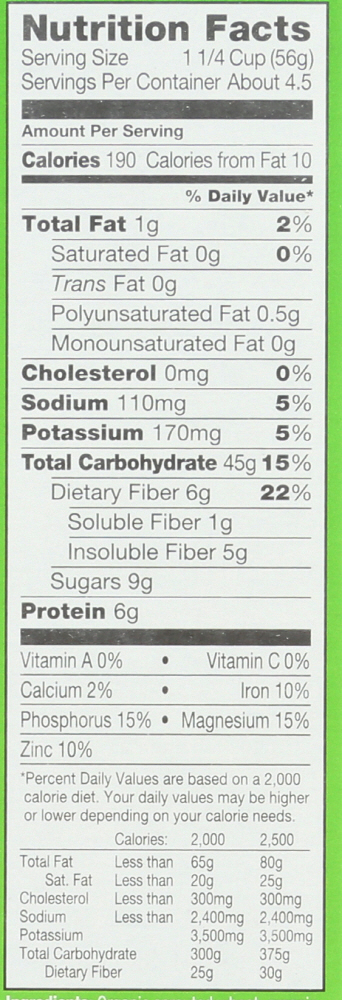 Nutrition Facts
Serving Size 1 1/4 Cup (56g)
Servings Per Container About 4.5
Amount Per Serving
Calories 190 Calories from Fat 10
% Daily Value*
Total Fat 1g 2%
Saturated Fat 0g 0%
Trans Fat 0g
Polyunsaturated Fat 0.5g
Monounsaturated Fat 0g
Cholesterol 0mg 0%
Sodium 110mg 5%
Potassium 170mg 5%
Total Carbohydrate 45g 15%
Dietary Fiber 6g 22%
Soluble Fiber 1g
Insoluble Fiber 5g
Sugars 9g
Protein 6g
Vitamin A 0% • Vitamin C 0%
Calcium 2% • Iron 10%
Phosphorus 15% • Magnesium 15%
Zinc 10%
*Percent Daily Values are based on a 2,000
calorie diet. Your daily values may be higher
or lower depending on your calorie needs.
Calories: 2,000 2,500
Total Fat Less than 65g 80g
Sat. Fat Less than 20g 25g
Cholesterol Less than 300mg 300mg
Sodium Less than 2,400mg 2,400mg
Potassium 3,500mg 3,500mg
Total Carbohydrate 300g 375g
Dietary Fiber 25g 30g